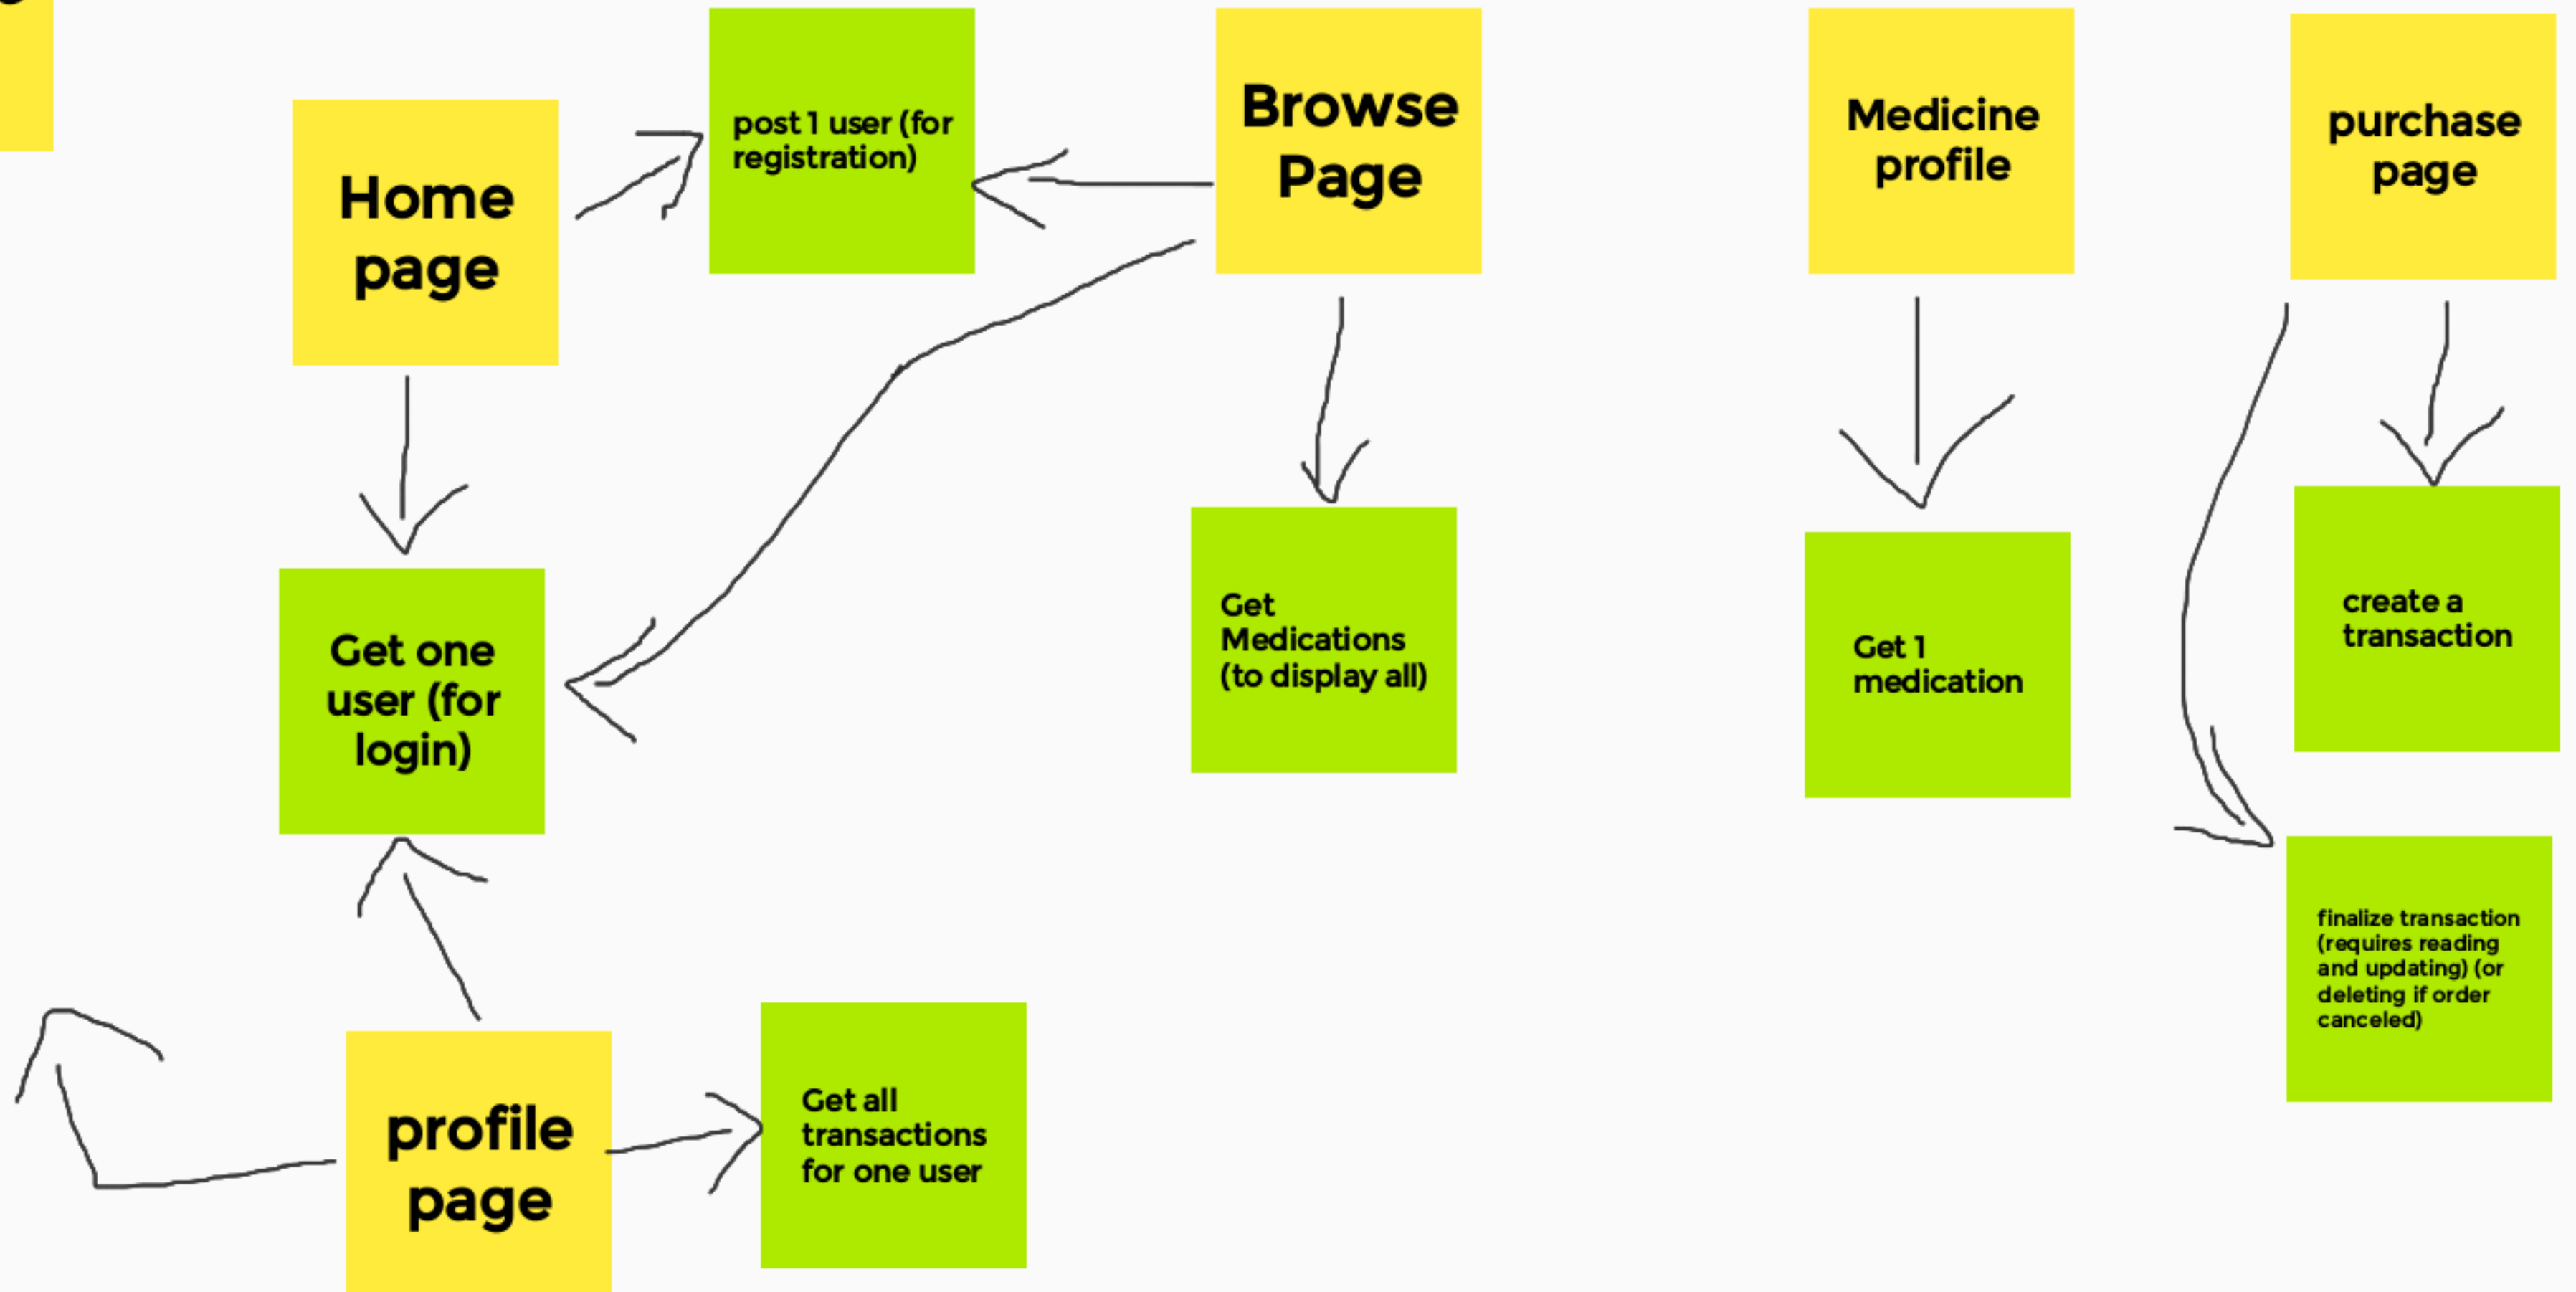 Home
page
post 1 user (for
registration)
Browse
Page
Medicine
profile
purchase
page
Get one
user (for
login)
Get
Medications
(to display all)
Get 1
medication
create a
transaction
finalize transaction
(requires reading
and updating) (or
deleting if order
canceled)
profile
page
Get all
transactions
for one user